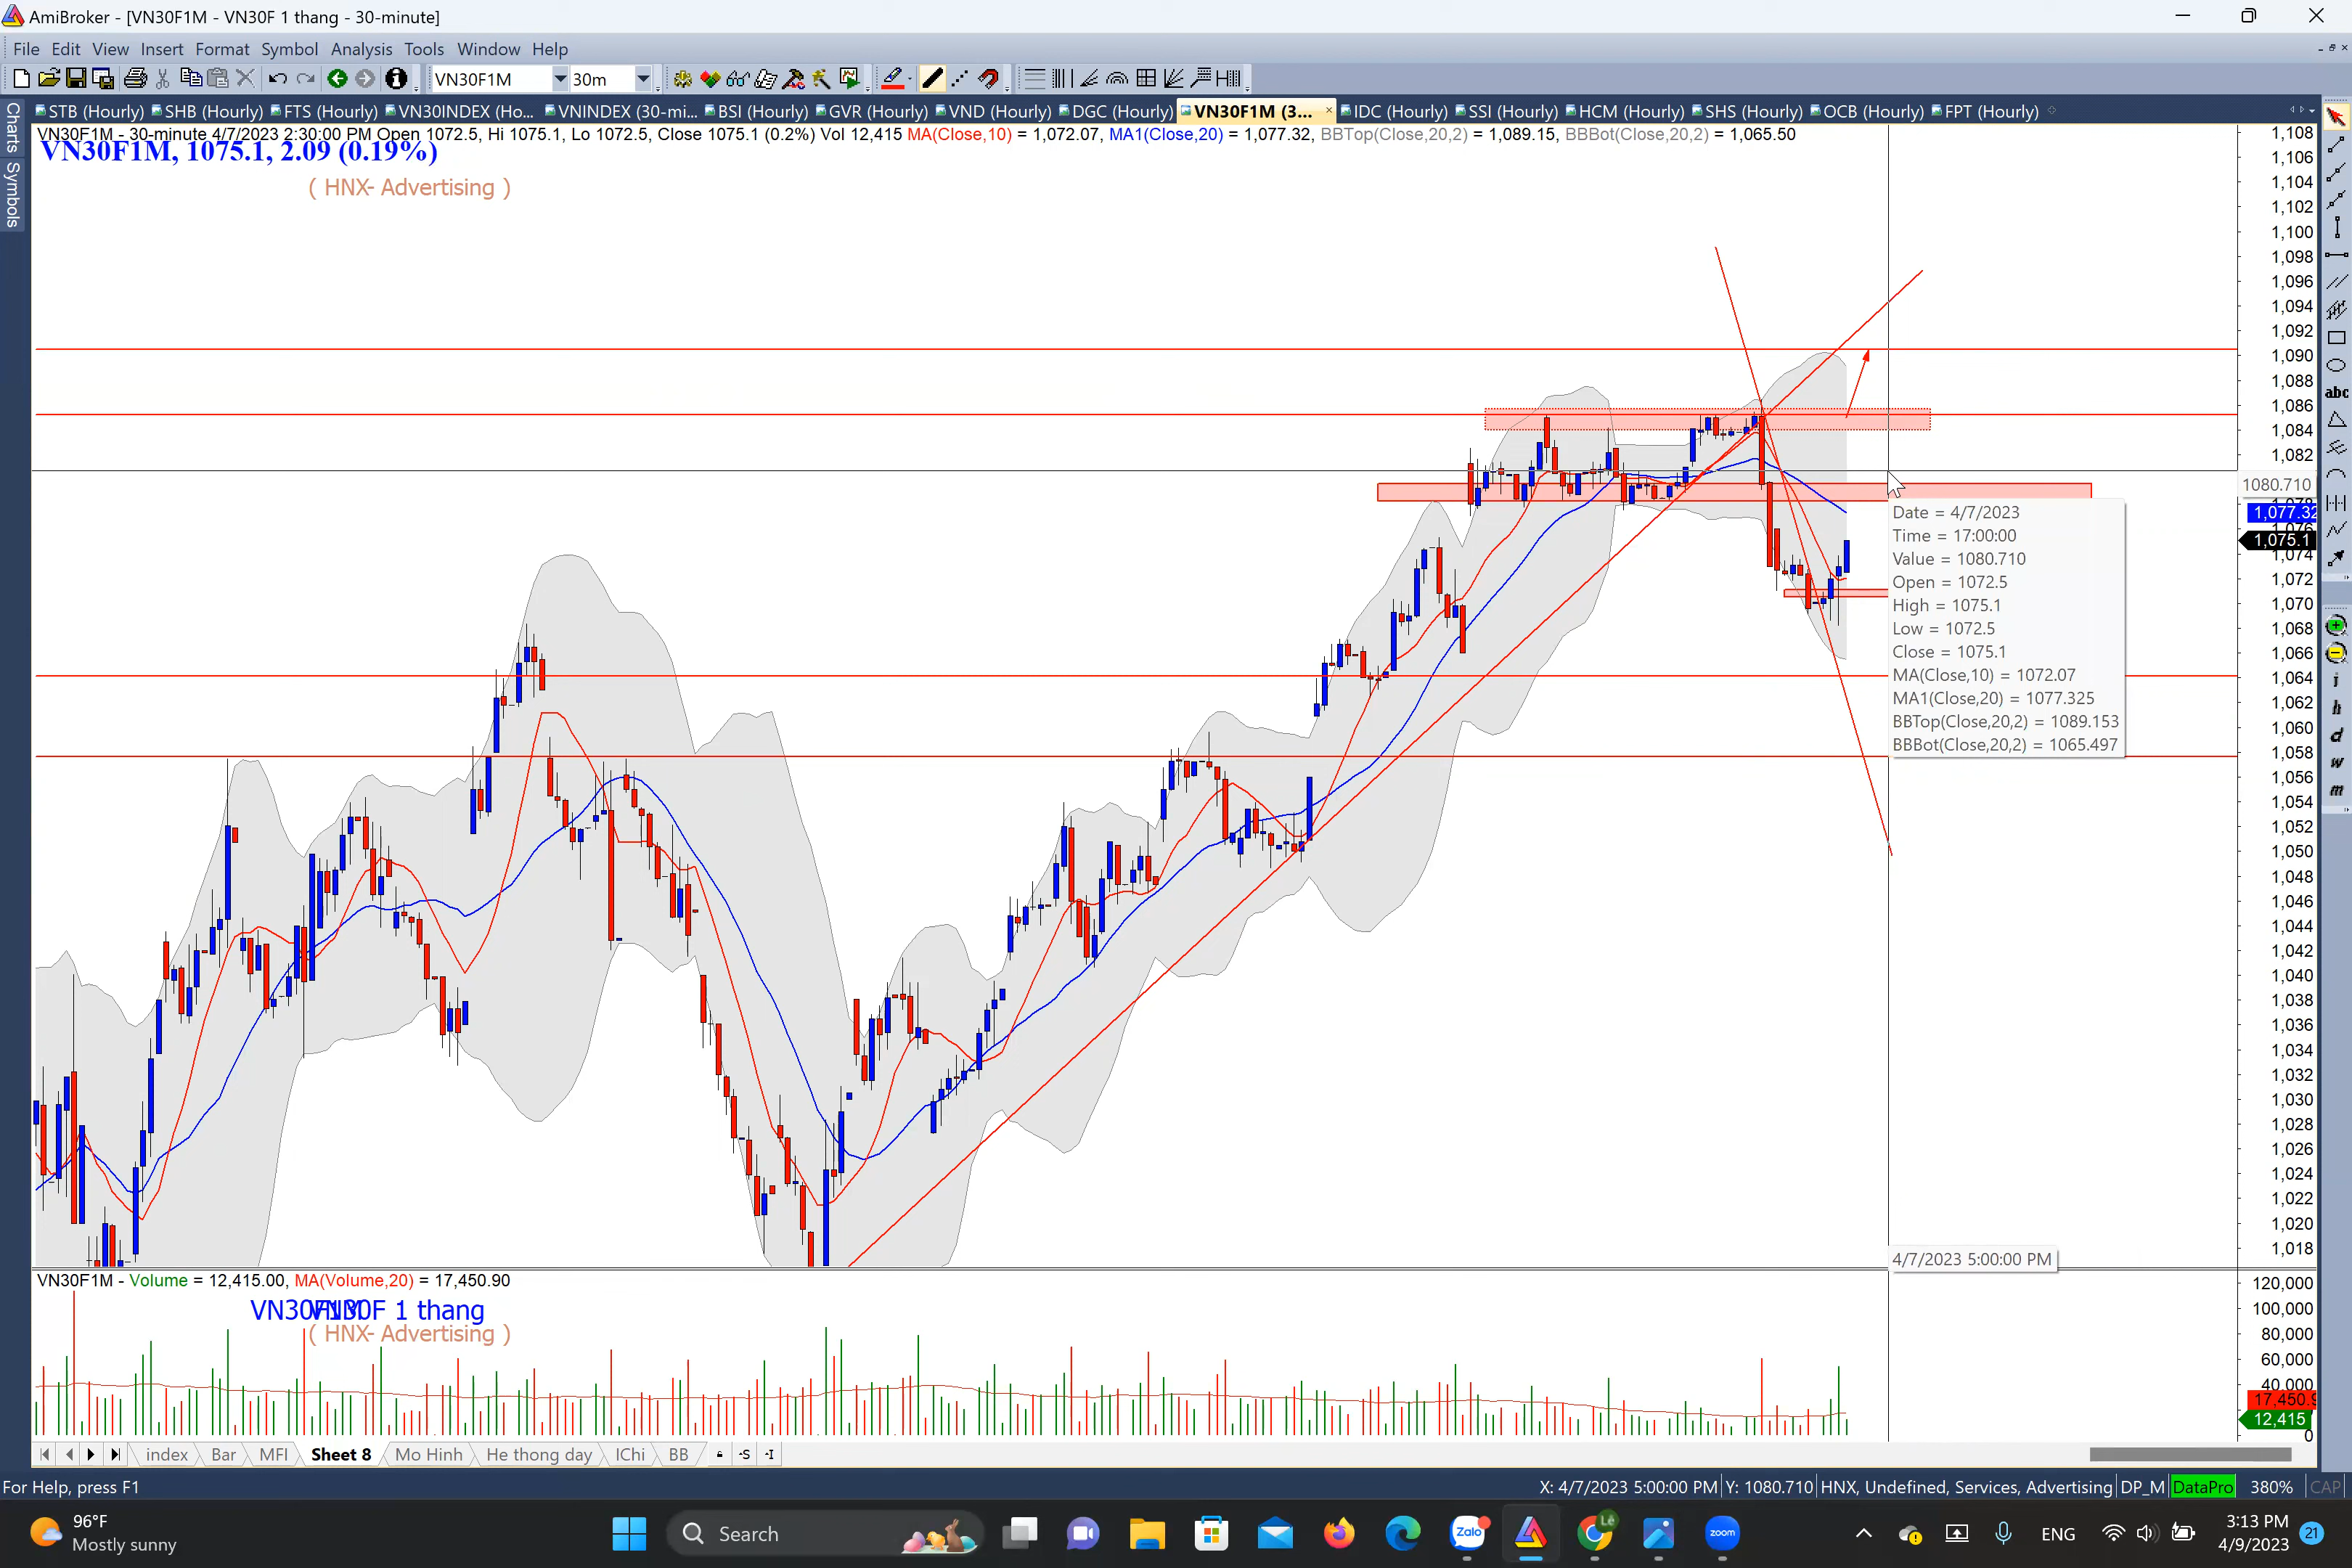 AmiBroker - [VN30F1M - VN30F 1 thang - 30-minute]
File Edit View Insert Format Symbol Analysis Tools Window Help
VN30F1M 30m
Charts
Symbols
STB (Hourly) SHB (Hourly) FTS (Hourly) VN30INDEX (Ho... VNINDEX (30-mi... BSI (Hourly) GVR (Hourly) VND (Hourly) DGC (Hourly) VN30F1M (3... IDC (Hourly) SSI (Hourly) HCM (Hourly) SHS (Hourly) OCB (Hourly) FPT (Hourly)
VN30F1M - 30-minute 4/7/2023 2:30:00 PM Open 1072.5, Hi 1075.1, Lo 1072.5, Close 1075.1 (0.2%) Vol 12,415 MA(Close,10) = 1,072.07, MA1(Close,20) = 1,077.32, BBTop(Close,20,2) = 1,089.15, BBBot(Close,20,2) = 1,065.50
VN30F1M, 1075.1, 2.09 (0.19%)
( HNX- Advertising )
1,108
1,106
1,104
1,102
1,100
1,098
1,096
1,094
1,092
1,090
1,088
1,086
1,084
1,082
1080.710
1,077.32
1,075.1
1,074
1,072
1,070
1,068
1,066
1,064
1,062
1,060
1,058
1,056
1,054
1,052
1,050
1,048
1,046
1,044
1,042
1,040
1,038
1,036
1,034
1,032
1,030
1,028
1,026
1,024
1,022
1,020
1,018
abc
i
h
d
w
m
Date = 4/7/2023
Time = 17:00:00
Value = 1080.710
Open = 1072.5
High = 1075.1
Low = 1072.5
Close = 1075.1
MA(Close,10) = 1072.07
MA1(Close,20) = 1077.325
BBTop(Close,20,2) = 1089.153
BBBot(Close,20,2) = 1065.497
4/7/2023 5:00:00 PM
VN30F1M - Volume = 12,415.00, MA(Volume,20) = 17,450.90
VN30F 1 thang
( HNX- Advertising )
120,000
100,000
80,000
60,000
40,000
17,450.9
12,415
0
index Bar MFI Sheet 8 Mo Hinh He thong day IChi BB
For Help, press F1
X: 4/7/2023 5:00:00 PM Y: 1080.710 HNX, Undefined, Services, Advertising DP_M DataPro 380% CAP
96°F
Mostly sunny
Search
Zalo
Lê
zoom
ENG
3:13 PM
4/9/2023
21